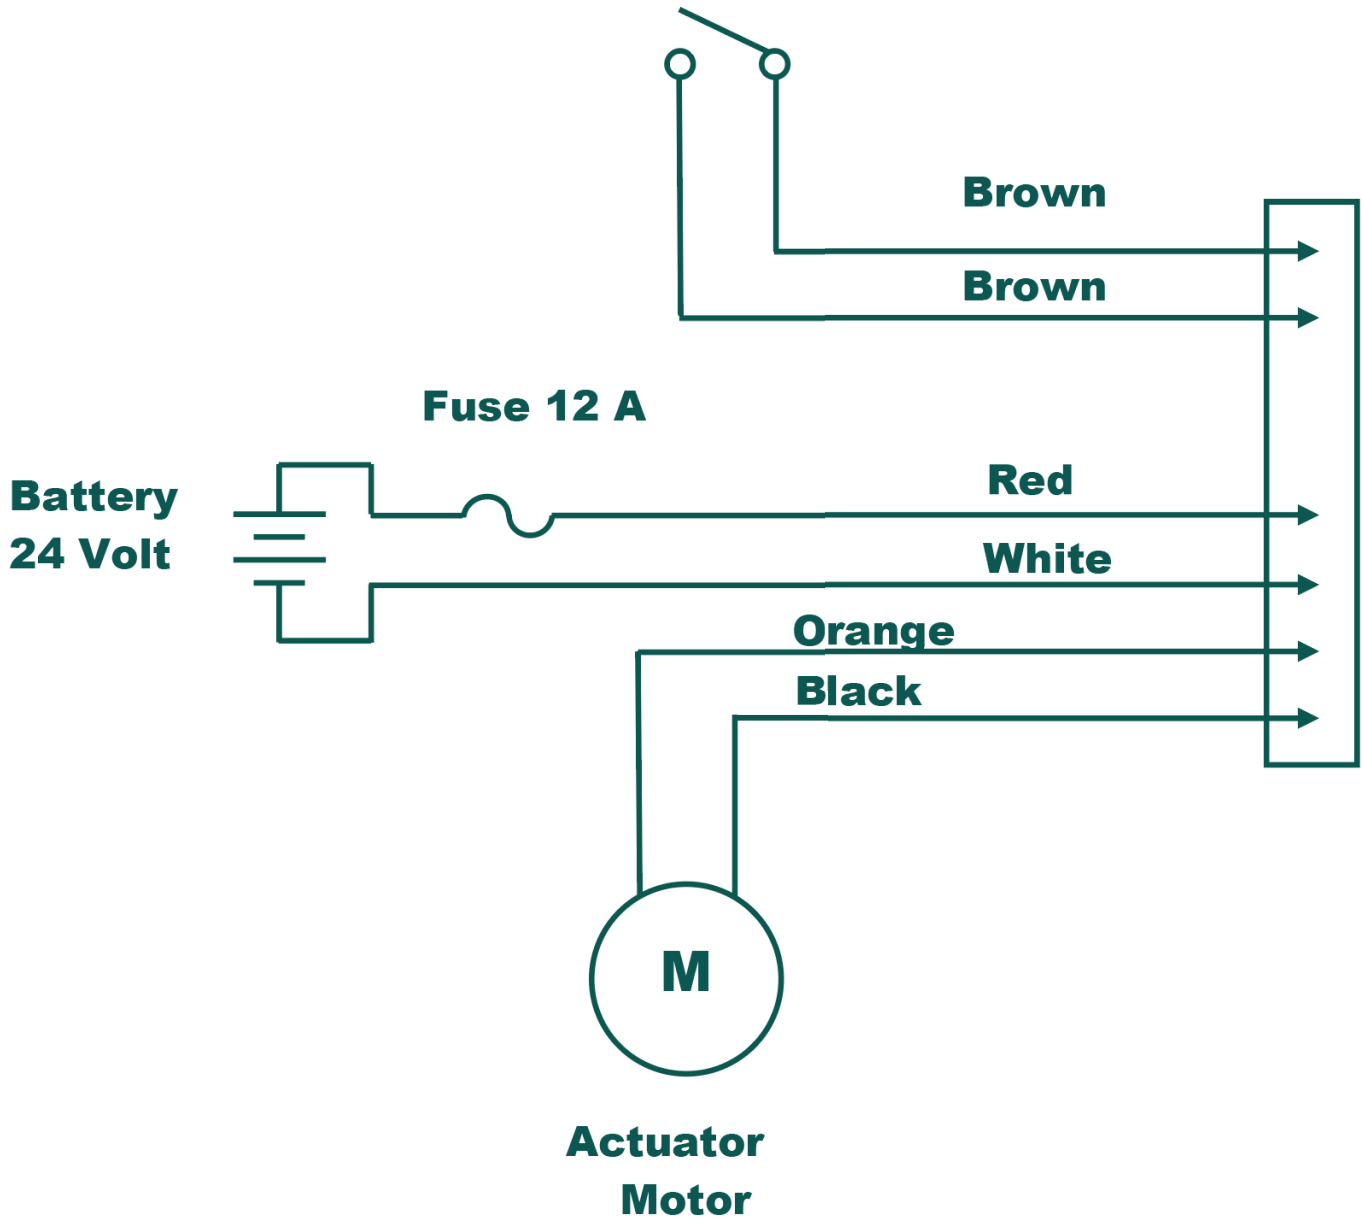 Brown
Brown
Fuse 12 A
Battery
24 Volt
Red
White
Orange
Black
M
Actuator
Motor